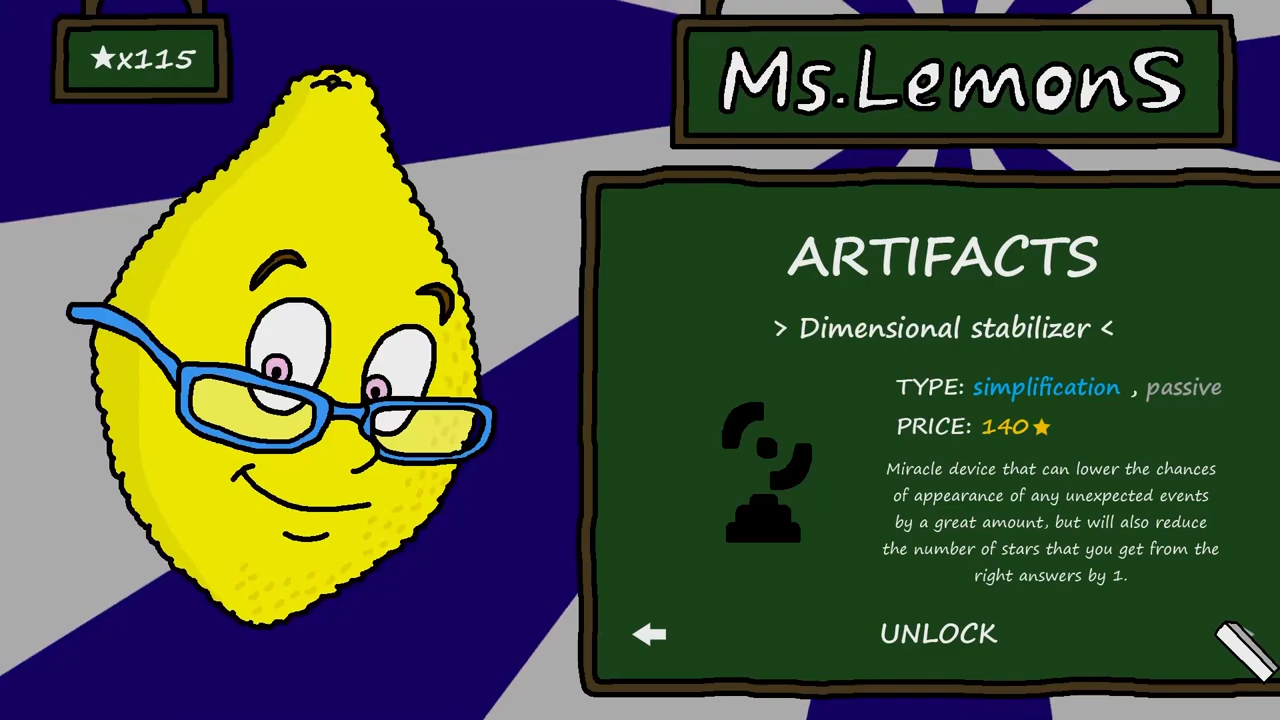 ★x115
Ms.LemonS
ARTIFACTS
> Dimensional stabilizer <
TYPE: simplification , passive
PRICE: 140★
Miracle device that can lower the chances
of appearance of any unexpected events
by a great amount, but will also reduce
the number of stars that you get from the
right answers by 1.
UNLOCK